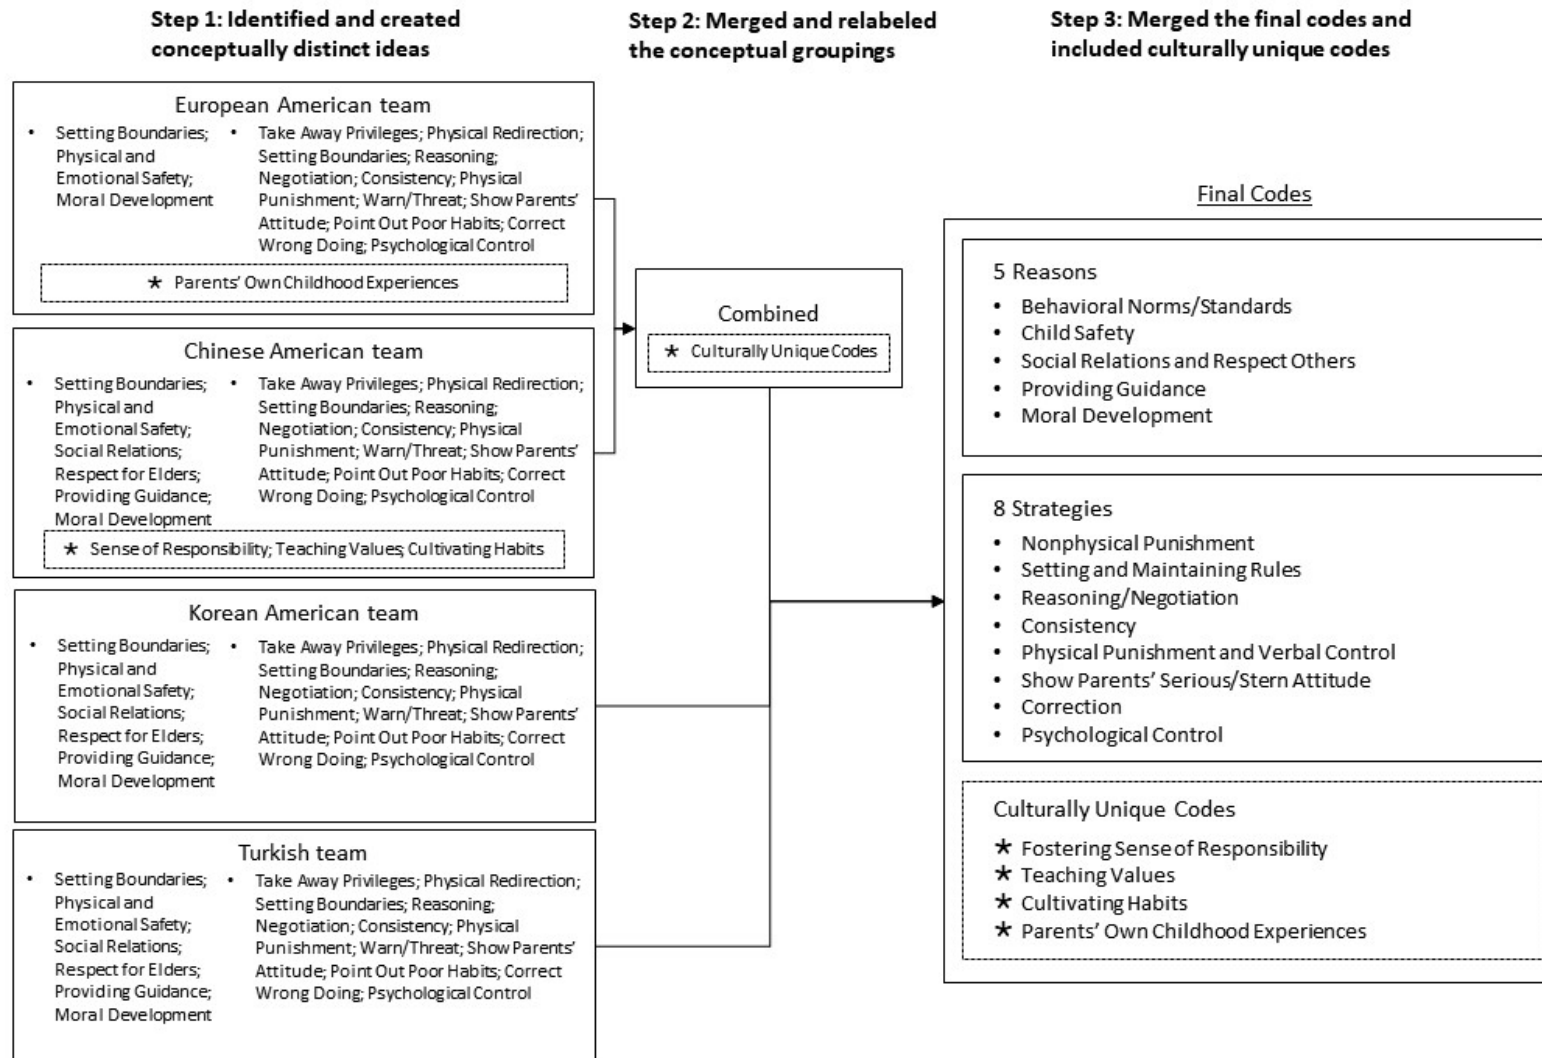 Step 1: Identified and created
conceptually distinct ideas
Step 2: Merged and relabeled
the conceptual groupings
Step 3: Merged the final codes and
included culturally unique codes
European American team
• Setting Boundaries;
Physical and
Emotional Safety;
Moral Development
• Take Away Privileges; Physical Redirection;
Setting Boundaries; Reasoning;
Negotiation; Consistency; Physical
Punishment; Warn/Threat; Show Parents'
Attitude; Point Out Poor Habits; Correct
Wrong Doing; Psychological Control
* Parents' Own Childhood Experiences
Chinese American team
• Setting Boundaries;
Physical and
Emotional Safety;
Social Relations;
Respect for Elders;
Providing Guidance;
Moral Development
• Take Away Privileges; Physical Redirection;
Setting Boundaries; Reasoning;
Negotiation; Consistency; Physical
Punishment; Warn/Threat; Show Parents'
Attitude; Point Out Poor Habits; Correct
Wrong Doing; Psychological Control
* Sense of Responsibility; Teaching Values; Cultivating Habits
Korean American team
• Setting Boundaries;
Physical and
Emotional Safety;
Social Relations;
Respect for Elders;
Providing Guidance;
Moral Development
• Take Away Privileges; Physical Redirection;
Setting Boundaries; Reasoning;
Negotiation; Consistency; Physical
Punishment; Warn/Threat; Show Parents'
Attitude; Point Out Poor Habits; Correct
Wrong Doing; Psychological Control
Turkish team
• Setting Boundaries;
Physical and
Emotional Safety;
Social Relations;
Respect for Elders;
Providing Guidance;
Moral Development
• Take Away Privileges; Physical Redirection;
Setting Boundaries; Reasoning;
Negotiation; Consistency; Physical
Punishment; Warn/Threat; Show Parents'
Attitude; Point Out Poor Habits; Correct
Wrong Doing; Psychological Control
Combined
* Culturally Unique Codes
Final Codes
5 Reasons
• Behavioral Norms/Standards
• Child Safety
• Social Relations and Respect Others
• Providing Guidance
• Moral Development
8 Strategies
• Nonphysical Punishment
• Setting and Maintaining Rules
• Reasoning/Negotiation
• Consistency
• Physical Punishment and Verbal Control
• Show Parents' Serious/Stern Attitude
• Correction
• Psychological Control
Culturally Unique Codes
* Fostering Sense of Responsibility
* Teaching Values
* Cultivating Habits
* Parents' Own Childhood Experiences